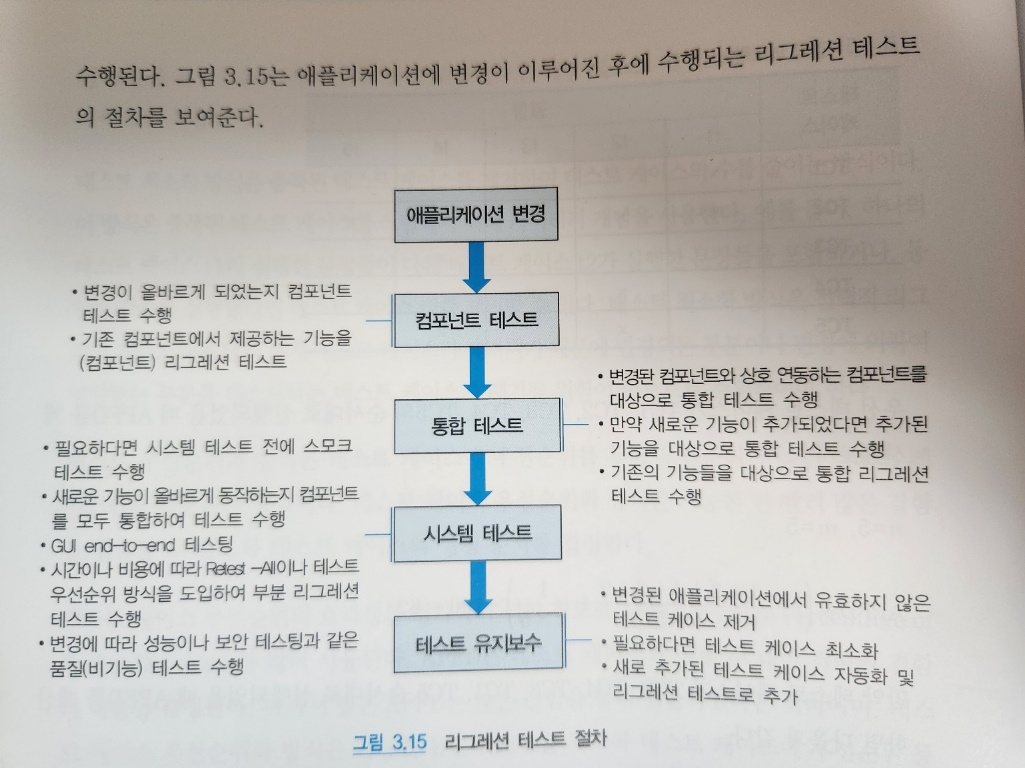 수행된다. 그림 3.15는 애플리케이션에 변경이 이루어진 후에 수행되는 리그레션 테스트
의 절차를 보여준다.
애플리케이션 변경
• 변경이 올바르게 되었는지 컴포넌트
테스트 수행
• 기존 컴포넌트에서 제공하는 기능을
(컴포넌트) 리그레션 테스트
컴포넌트 테스트
통합 테스트
• 변경된 컴포넌트와 상호 연동하는 컴포넌트를
대상으로 통합 테스트 수행
• 만약 새로운 기능이 추가되었다면 추가된
기능을 대상으로 통합 테스트 수행
• 기존의 기능들을 대상으로 통합 리그레션
테스트 수행
• 필요하다면 시스템 테스트 전에 스모크
테스트 수행
• 새로운 기능이 올바르게 동작하는지 컴포넌트
를 모두 통합하여 테스트 수행
• GUI end-to-end 테스팅
• 시간이나 비용에 따라 Retest-All이나 테스트
우선순위 방식을 도입하여 부분 리그레션
테스트 수행
• 변경에 따라 성능이나 보안 테스팅과 같은
품질(비기능) 테스트 수행
시스템 테스트
테스트 유지보수
• 변경된 애플리케이션에서 유효하지 않은
테스트 케이스 제거
• 필요하다면 테스트 케이스 최소화
• 새로 추가된 테스트 케이스 자동화 및
리그레션 테스트로 추가
그림 3.15 리그레션 테스트 절차